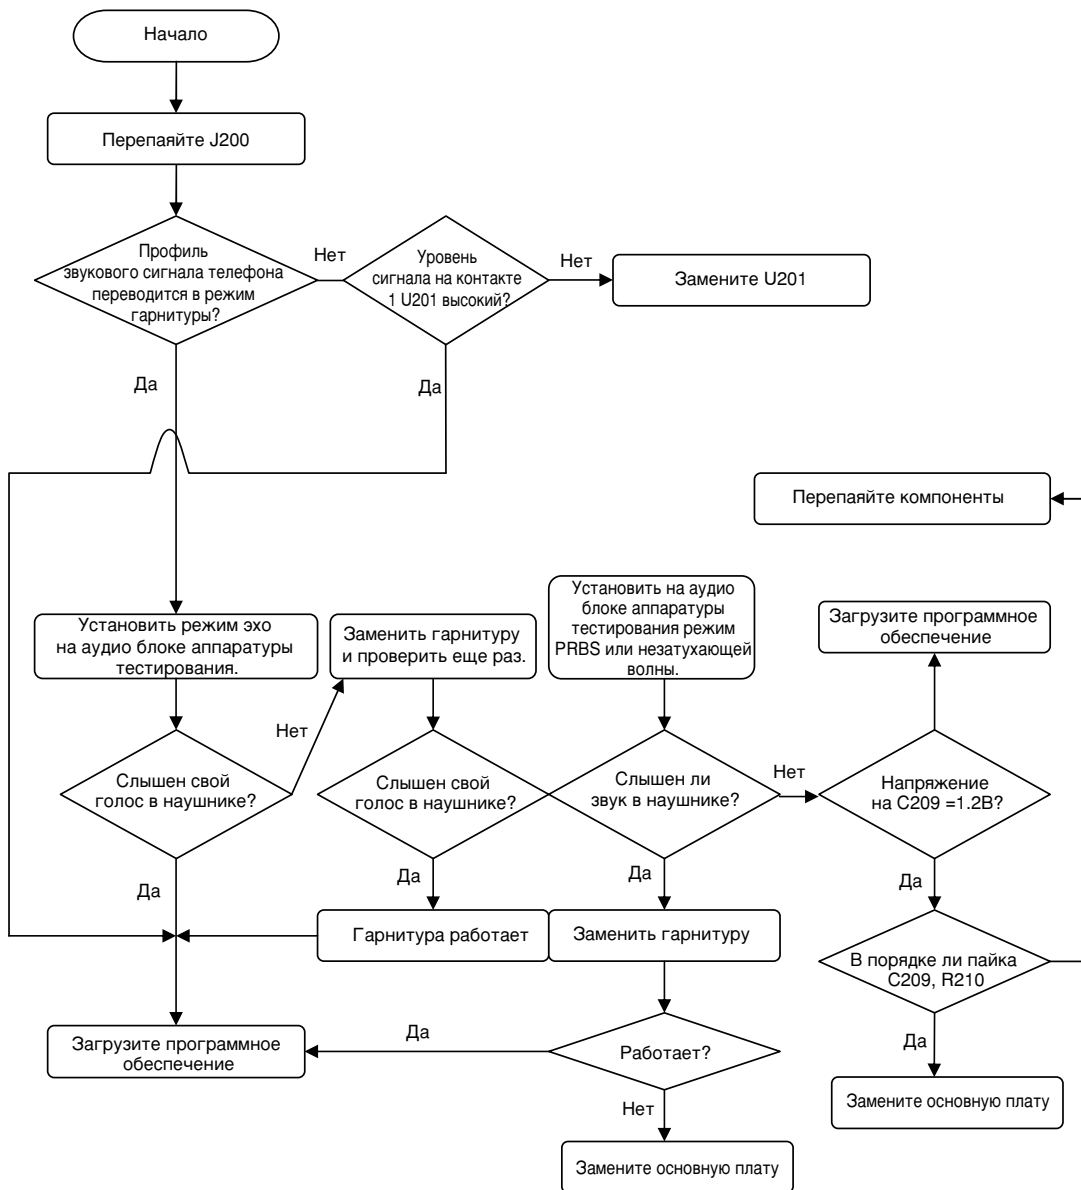 Начало
Перепаяйте J200
Профиль
звукового сигнала телефона
переводится в режим
гарнитуры?
Нет
Уровень
сигнала на контакте
1 U201 высокий?
Нет
Замените U201
Да
Да
Перепаяйте компоненты
Установить режим эхо
на аудио блоке аппаратуры
тестирования.
Заменить гарнитуру
и проверить еще раз.
Установить на аудио
блоке аппаратуры
тестирования режим
PRBS или незатухающей
волны.
Загрузите программное
обеспечение
Нет
Слышен свой
голос в наушнике?
Слышен свой
голос в наушнике?
Слышен ли
звук в наушнике?
Нет
Напряжение
на C209 =1.2В?
Да
Да
Да
Да
Гарнитура работает
Заменить гарнитуру
В порядке ли пайка
C209, R210
Загрузите программное
обеспечение
Да
Работает?
Да
Нет
Замените основную плату
Замените основную плату